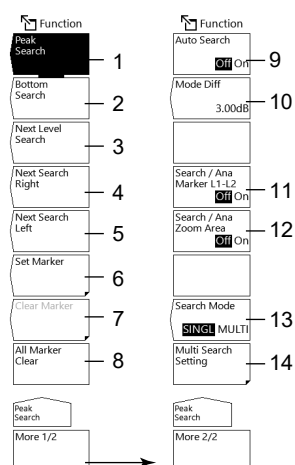 Function
Peak
Search
1
Bottom
Search
2
Next Level
Search
3
Next Search
Right
4
Next Search
Left
5
Set Marker
6
Clear Marker
7
All Marker
Clear
8
Peak
Search
More 1/2
Function
Auto Search
Off On
9
Mode Diff
3.00dB
10
Search / Ana
Marker L1-L2
Off On
11
Search / Ana
Zoom Area
Off On
12
Search Mode
SINGL MULTI
13
Multi Search
Setting
14
Peak
Search
More 2/2